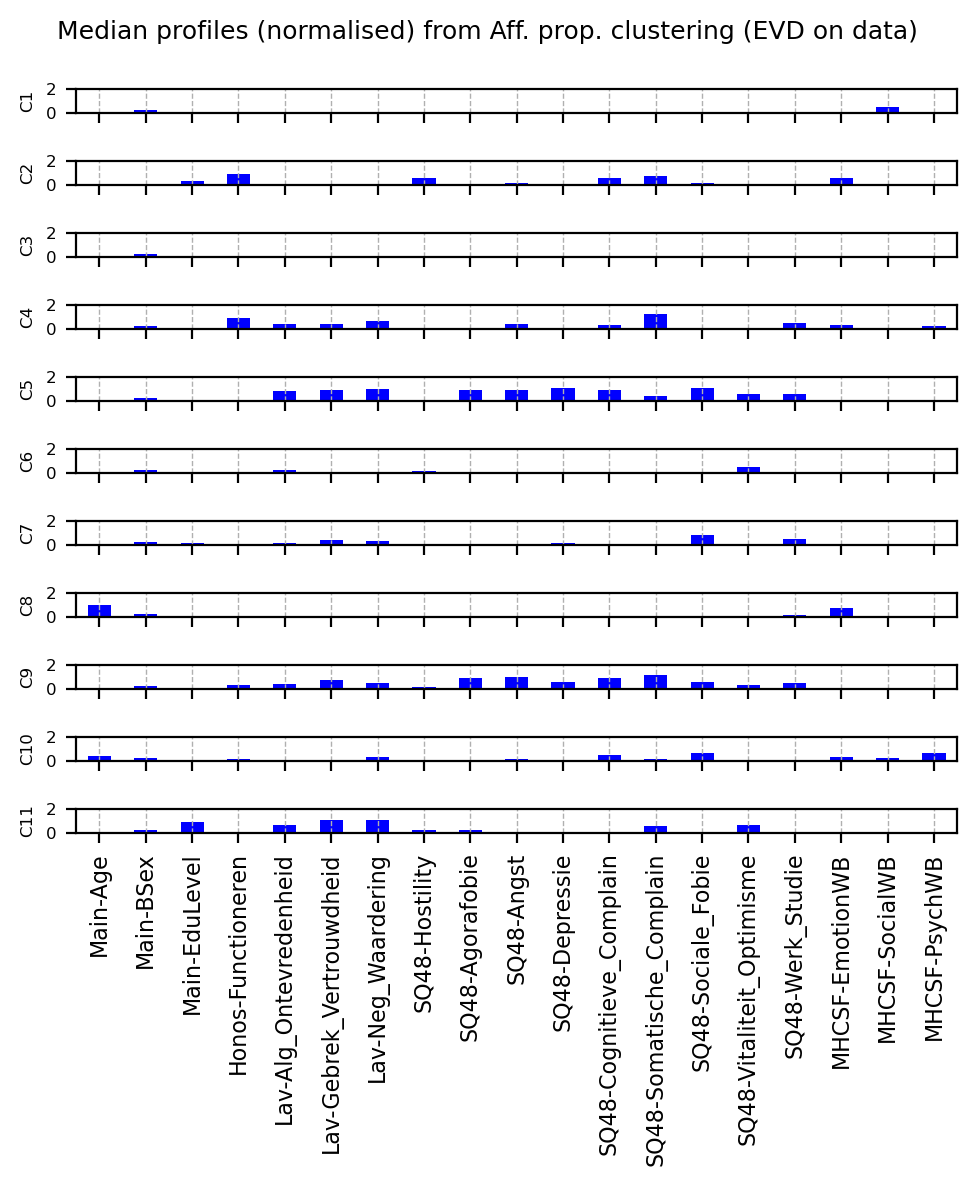 Median profiles (normalised) from Aff. prop. clustering (EVD on data)
C1
2
0
C2
2
0
C3
2
0
C4
2
0
C5
2
0
C6
2
0
C7
2
0
C8
2
0
C9
2
0
C10
2
0
C11
2
0
Main-Age
Main-BSex
Main-EduLevel
Honos-Functioneren
Lav-Alg_Ontevredenheid
Lav-Gebrek_Vertrouwdheid
Lav-Neg_Waardering
SQ48-Hostility
SQ48-Agorafobie
SQ48-Angst
SQ48-Depressie
SQ48-Cognitieve_Complain
SQ48-Somatische_Complain
SQ48-Sociale_Fobie
SQ48-Vitaliteit_Optimisme
SQ48-Werk_Studie
MHCSF-EmotionWB
MHCSF-SocialWB
MHCSF-PsychWB